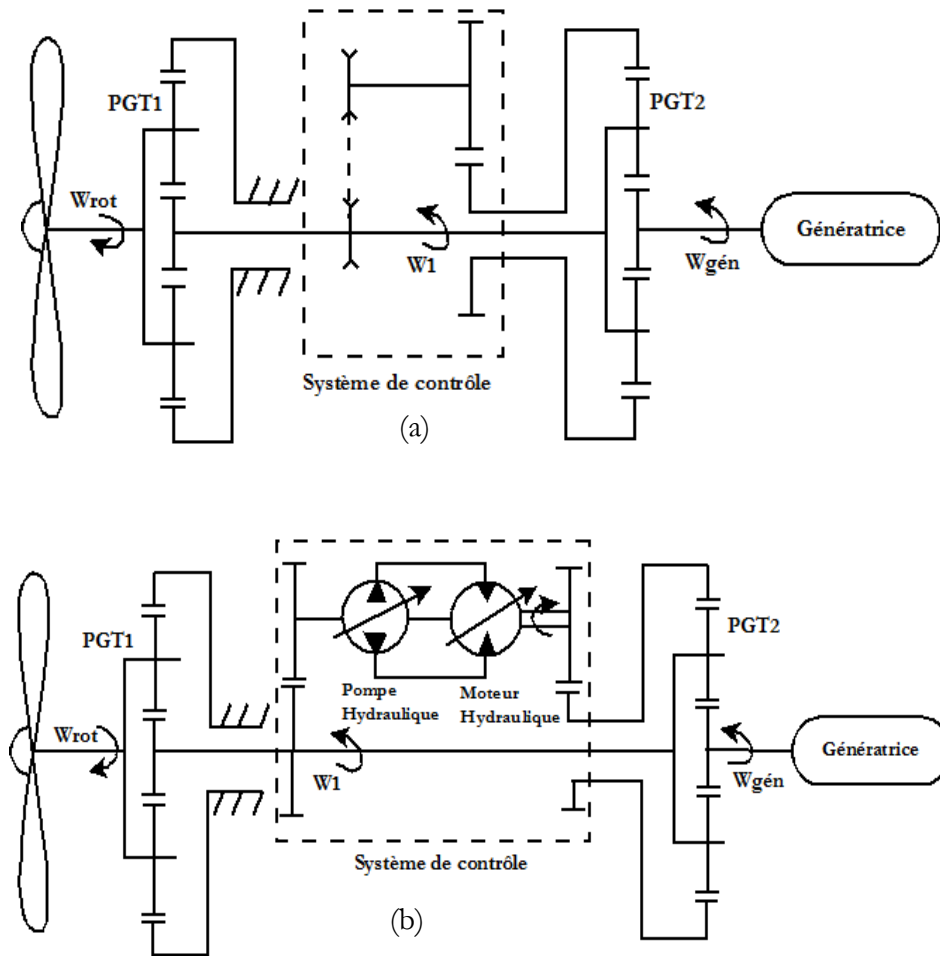 PGT1
PGT2
Wrot
W1
Wgén
Génératrice
Système de contrôle
(a)
PGT1
PGT2
Pompe
Hydraulique
Moteur
Hydraulique
Wrot
W1
Wgén
Génératrice
Système de contrôle
(b)